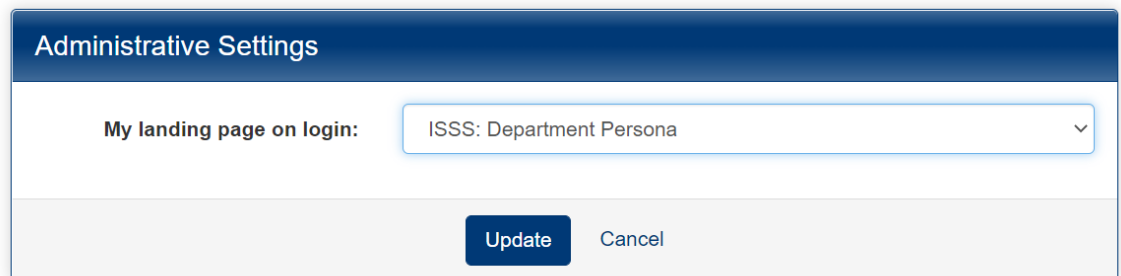 Administrative Settings
My landing page on login: ISSS: Department Persona
Update Cancel